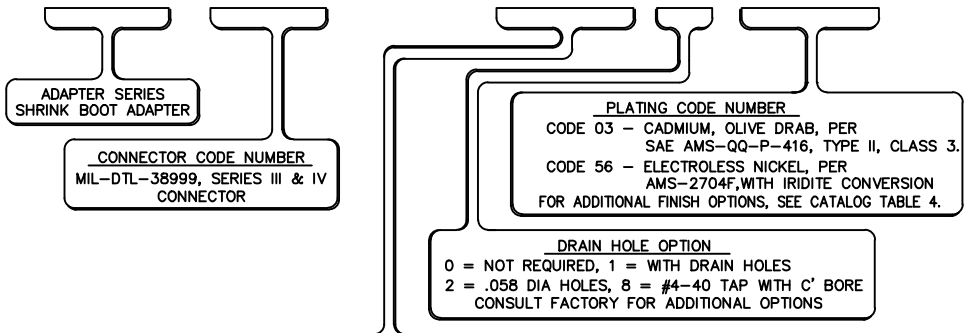 ADAPTER SERIES
SHRINK BOOT ADAPTER
CONNECTOR CODE NUMBER
MIL-DTL-38999, SERIES III & IV
CONNECTOR
PLATING CODE NUMBER
CODE 03 - CADMIUM, OLIVE DRAB, PER
SAE AMS-QQ-P-416, TYPE II, CLASS 3.
CODE 56 - ELECTROLESS NICKEL, PER
AMS-2704F,WITH IRIDITE CONVERSION
FOR ADDITIONAL FINISH OPTIONS, SEE CATALOG TABLE 4.
DRAIN HOLE OPTION
0 = NOT REQUIRED, 1 = WITH DRAIN HOLES
2 = .058 DIA HOLES, 8 = #4-40 TAP WITH C' BORE
CONSULT FACTORY FOR ADDITIONAL OPTIONS